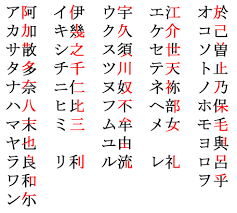 ア阿 イ伊 ウ宇 エ江 オ於
カ加 キ幾 ク久 ケ介 コ己
サ散 シ之 ス須 セ世 ソ曽
タ多 チ千 ツ川 テ天 ト止
ナ奈 ニ仁 ヌ奴 ネ祢 ノ乃
ハ八 ヒ比 フ不 ヘ部 ホ保
マ末 ミ三 ム牟 メ女 モ毛
ヤ也 ユ由 ヨ與
ラ良 リ利 ル流 レ礼 ロ呂
ワ和 ヲ乎
ン尔